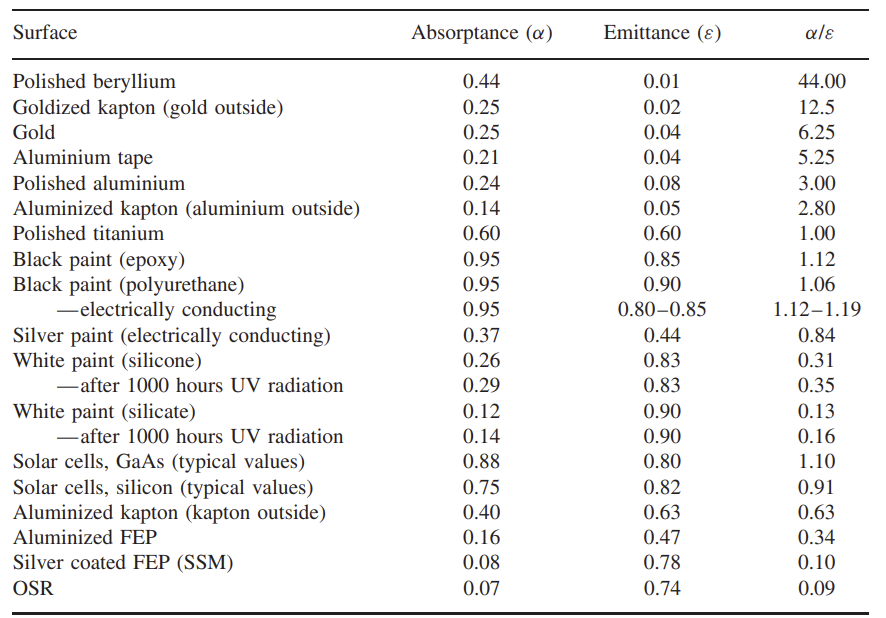 Surface Absorptance (α) Emittance (ε) α/ε
Polished beryllium 0.44 0.01 44.00
Goldized kapton (gold outside) 0.25 0.02 12.5
Gold 0.25 0.04 6.25
Aluminium tape 0.21 0.04 5.25
Polished aluminium 0.24 0.08 3.00
Aluminized kapton (aluminium outside) 0.14 0.05 2.80
Polished titanium 0.60 0.60 1.00
Black paint (epoxy) 0.95 0.85 1.12
Black paint (polyurethane) 0.95 0.90 1.06
—electrically conducting 0.95 0.80–0.85 1.12–1.19
Silver paint (electrically conducting) 0.37 0.44 0.84
White paint (silicone) 0.26 0.83 0.31
—after 1000 hours UV radiation 0.29 0.83 0.35
White paint (silicate) 0.12 0.90 0.13
—after 1000 hours UV radiation 0.14 0.90 0.16
Solar cells, GaAs (typical values) 0.88 0.80 1.10
Solar cells, silicon (typical values) 0.75 0.82 0.91
Aluminized kapton (kapton outside) 0.40 0.63 0.63
Aluminized FEP 0.16 0.47 0.34
Silver coated FEP (SSM) 0.08 0.78 0.10
OSR 0.07 0.74 0.09